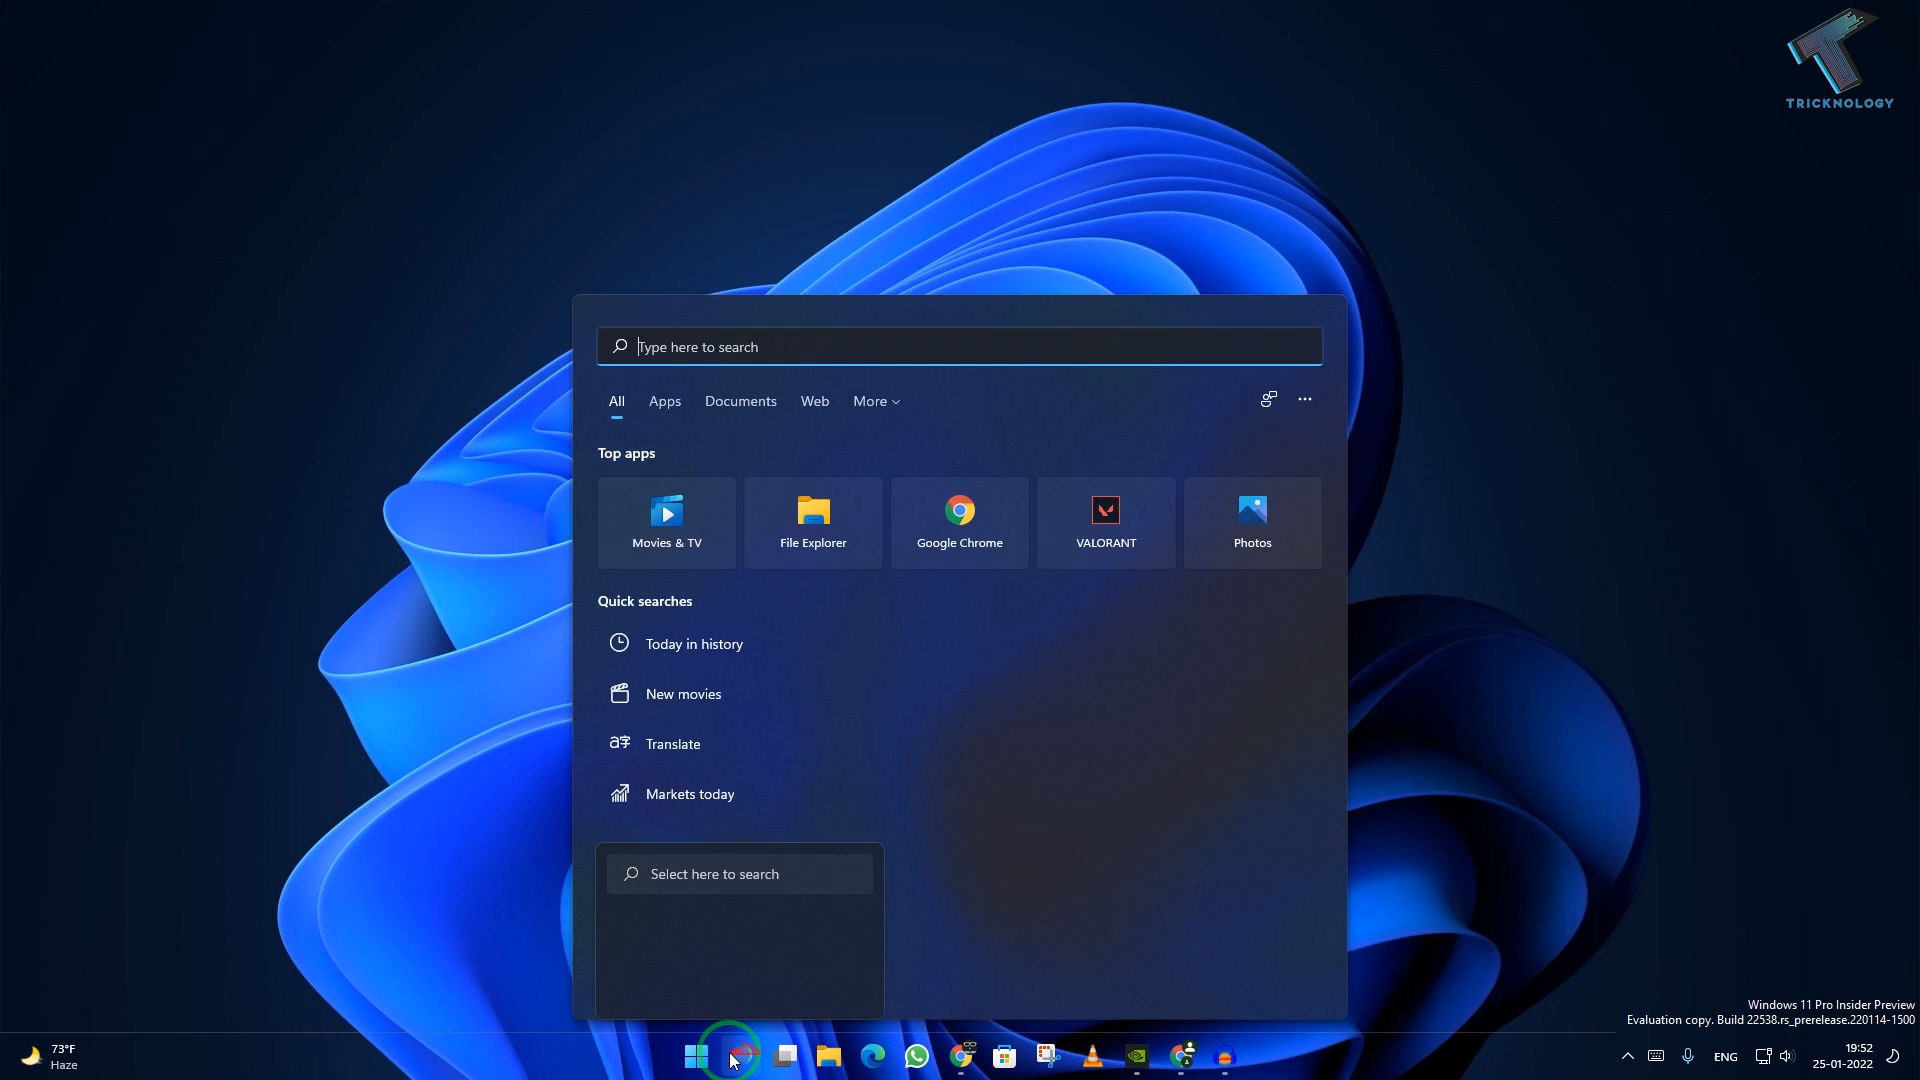 TRICKNOLOGY
Type here to search
All Apps Documents Web More
Top apps
Movies & TV File Explorer Google Chrome VALORANT Photos
Quick searches
Today in history
New movies
Translate
Markets today
Select here to search
Windows 11 Pro Insider Preview
Evaluation copy. Build 22538.rs_prerelease.220114-1500
73°F
Haze
ENG
19:52
25-01-2022